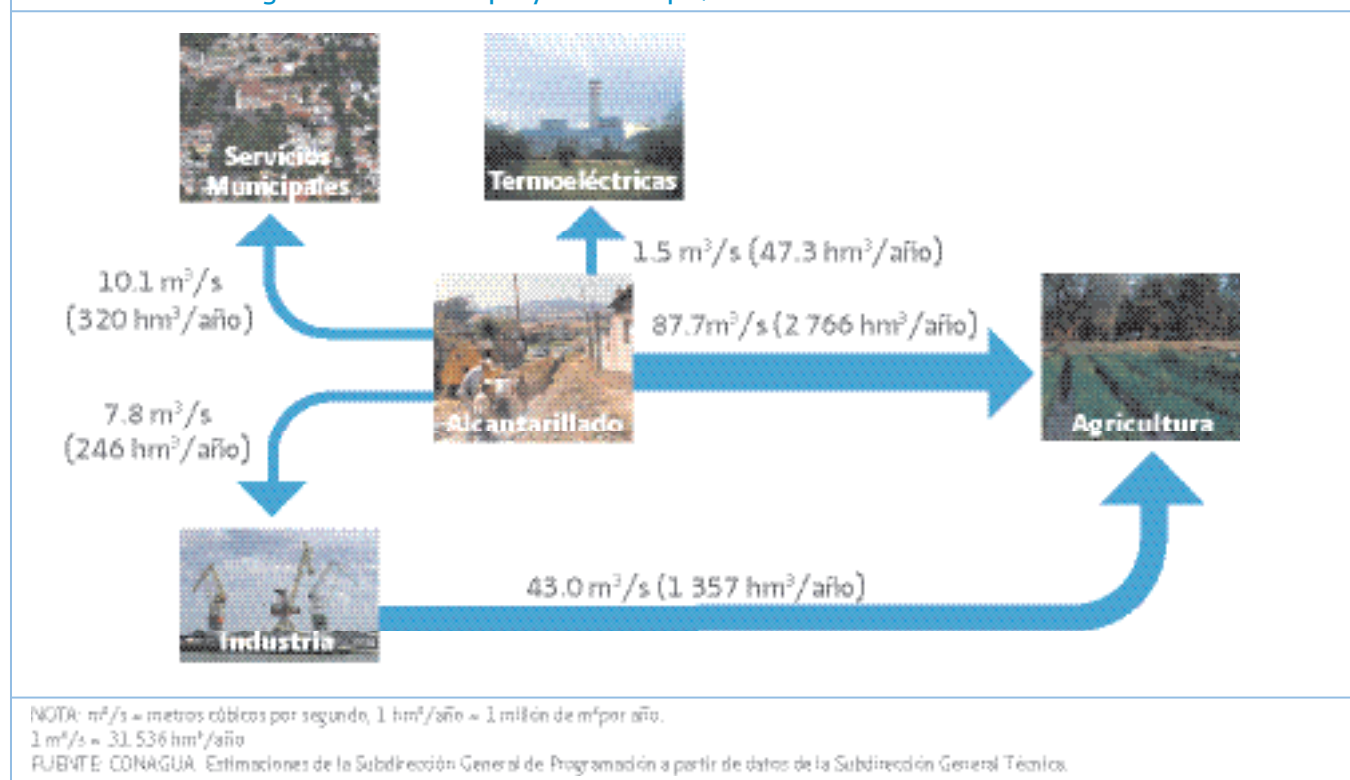 Servicios
Municipales
Termoeléctricas
1.5 m³/s (47.3 hm³/año)
10.1 m³/s
(320 hm³/año)
87.7m³/s (2 766 hm³/año)
7.8 m³/s
(246 hm³/año)
Alcantarillado
Agricultura
43.0 m³/s (1 357 hm³/año)
Industria
NOTA: m³/s = metros cúbicos por segundo, 1 hm³/año = 1 millón de m³por año.
1 m³/s = 31.536 hm³/año
FUENTE: CONAGUA. Estimaciones de la Subdirección General de Programación a partir de datos de la Subdirección General Técnica.